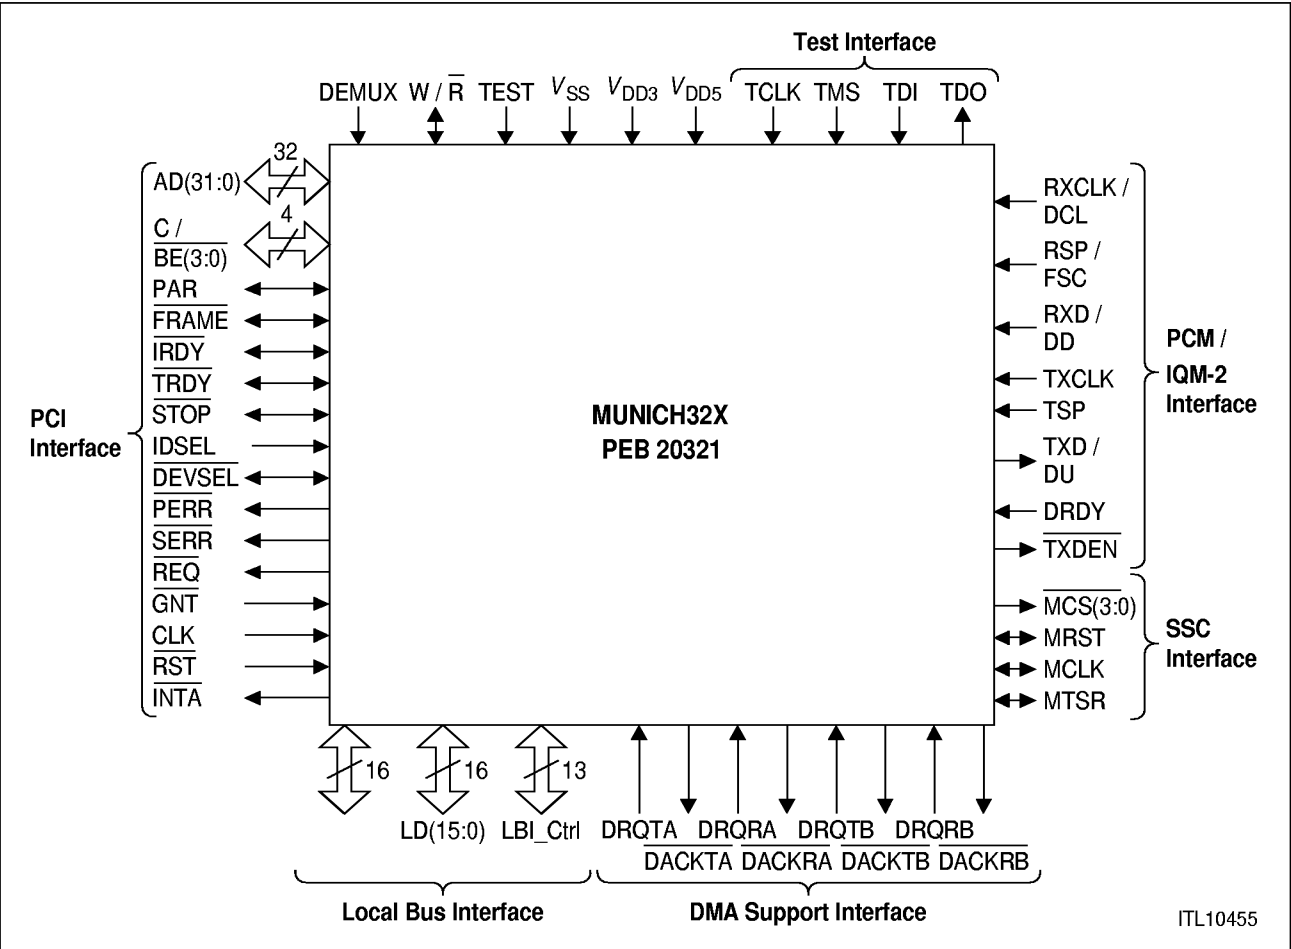 Test Interface
DEMUX W / R TEST VSS VDD3 VDD5 TCLK TMS TDI TDO
32
AD(31:0)
4
C /
BE(3:0)
PAR
FRAME
IRDY
TRDY
STOP
IDSEL
DEVSEL
PERR
SERR
REQ
GNT
CLK
RST
INTA
PCI
Interface
MUNICH32X
PEB 20321
RXCLK /
DCL
RSP /
FSC
RXD /
DD
TXCLK
TSP
TXD /
DU
DRDY
TXDEN
PCM /
IQM-2
Interface
MCS(3:0)
MRST
MCLK
MTSR
SSC
Interface
16 16 13
LD(15:0) LBI_Ctrl DRQTA DRQRA DRQTB DRQRB
DACKTA DACKRA DACKTB DACKRB
Local Bus Interface DMA Support Interface
ITL10455